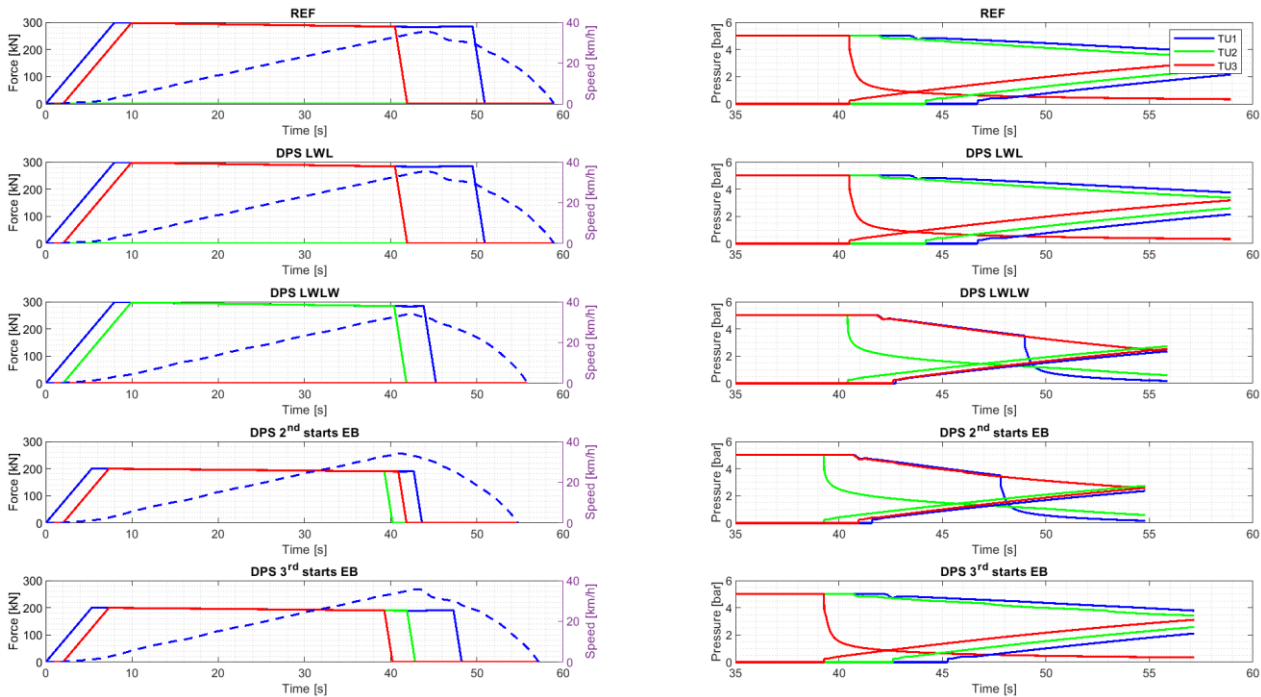 REF
300
200
100
0
Force [kN]
40
20
0
Speed [km/h]
0 10 20 30 40 50 60
Time [s]
REF
6
4
2
0
Pressure [bar]
TU1
TU2
TU3
35 40 45 50 55 60
Time [s]
DPS LWL
300
200
100
0
Force [kN]
40
20
0
Speed [km/h]
0 10 20 30 40 50 60
Time [s]
DPS LWL
6
4
2
0
Pressure [bar]
35 40 45 50 55 60
Time [s]
DPS LWLW
300
200
100
0
Force [kN]
40
20
0
Speed [km/h]
0 10 20 30 40 50 60
Time [s]
DPS LWLW
6
4
2
0
Pressure [bar]
35 40 45 50 55 60
Time [s]
DPS 2nd starts EB
300
200
100
0
Force [kN]
40
20
0
Speed [km/h]
0 10 20 30 40 50 60
Time [s]
DPS 2nd starts EB
6
4
2
0
Pressure [bar]
35 40 45 50 55 60
Time [s]
DPS 3rd starts EB
300
200
100
0
Force [kN]
40
20
0
Speed [km/h]
0 10 20 30 40 50 60
Time [s]
DPS 3rd starts EB
6
4
2
0
Pressure [bar]
35 40 45 50 55 60
Time [s]